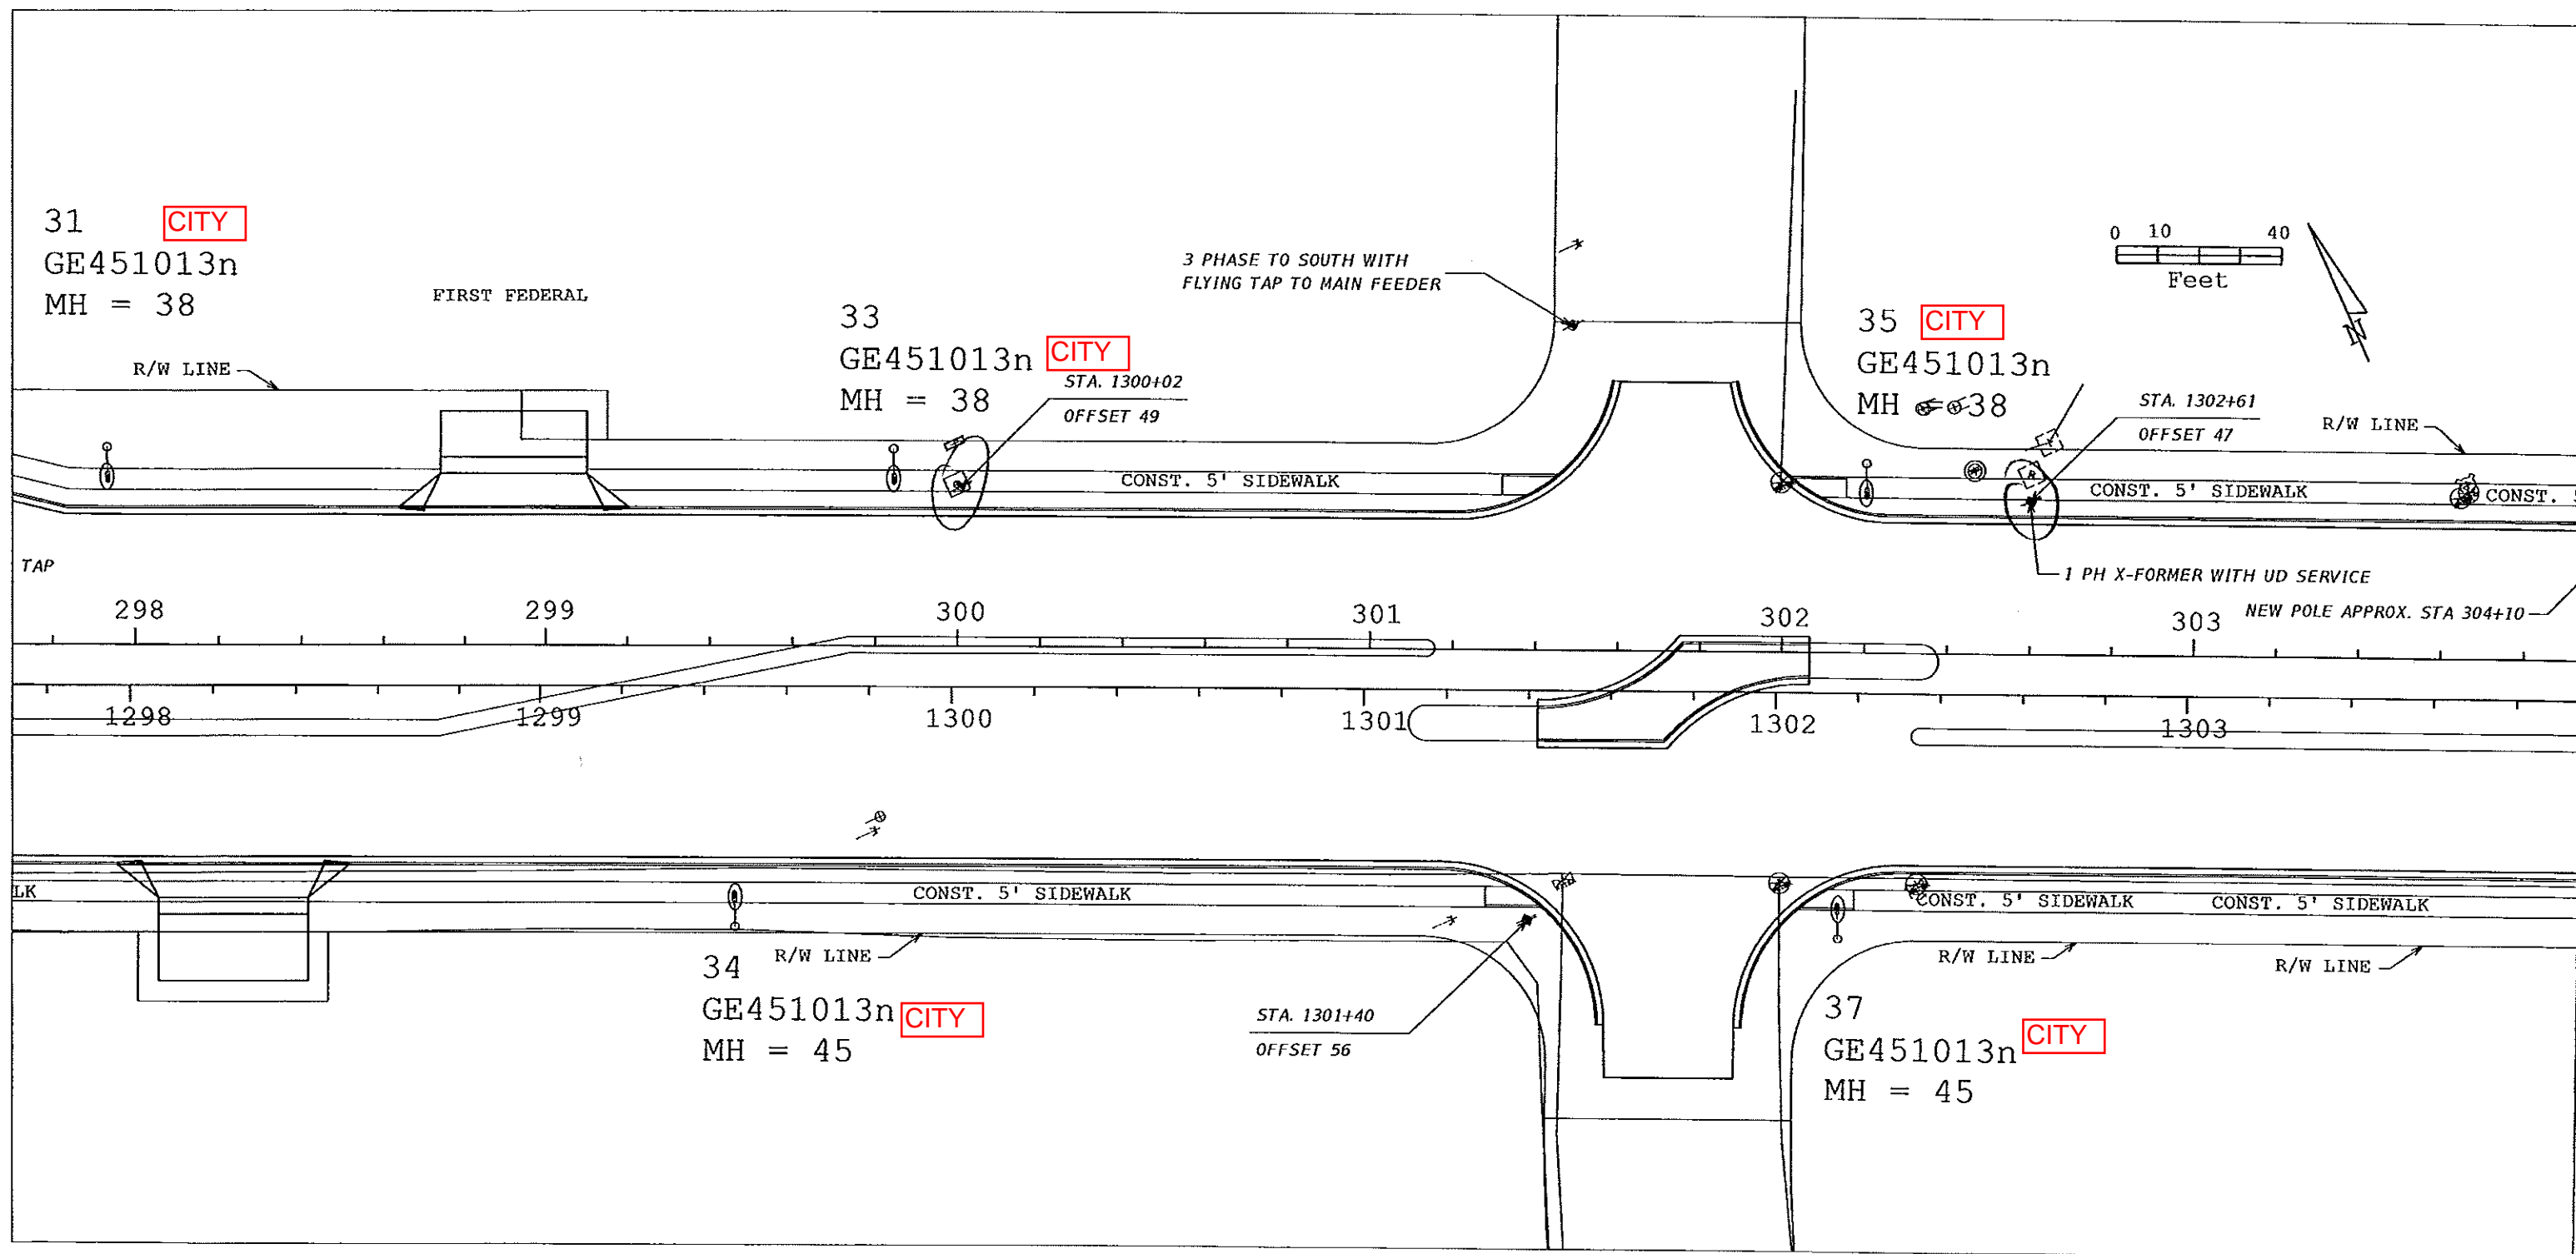 31 CITY
GE451013n
MH = 38
FIRST FEDERAL
R/W LINE
33
GE451013n CITY
MH = 38
STA. 1300+02
OFFSET 49
3 PHASE TO SOUTH WITH
FLYING TAP TO MAIN FEEDER
35 CITY
GE451013n
MH 38
0 10 40
Feet
N
STA. 1302+61
OFFSET 47
R/W LINE
CONST. 5' SIDEWALK
CONST. 5' SIDEWALK
CONST.
TAP
1 PH X-FORMER WITH UD SERVICE
NEW POLE APPROX. STA 304+10
298 299 300 301 302 303
1298 1299 1300 1301 1302 1303
LK
CONST. 5' SIDEWALK
CONST. 5' SIDEWALK
CONST. 5' SIDEWALK
R/W LINE
R/W LINE
R/W LINE
34
GE451013n CITY
MH = 45
STA. 1301+40
OFFSET 56
37
GE451013n CITY
MH = 45